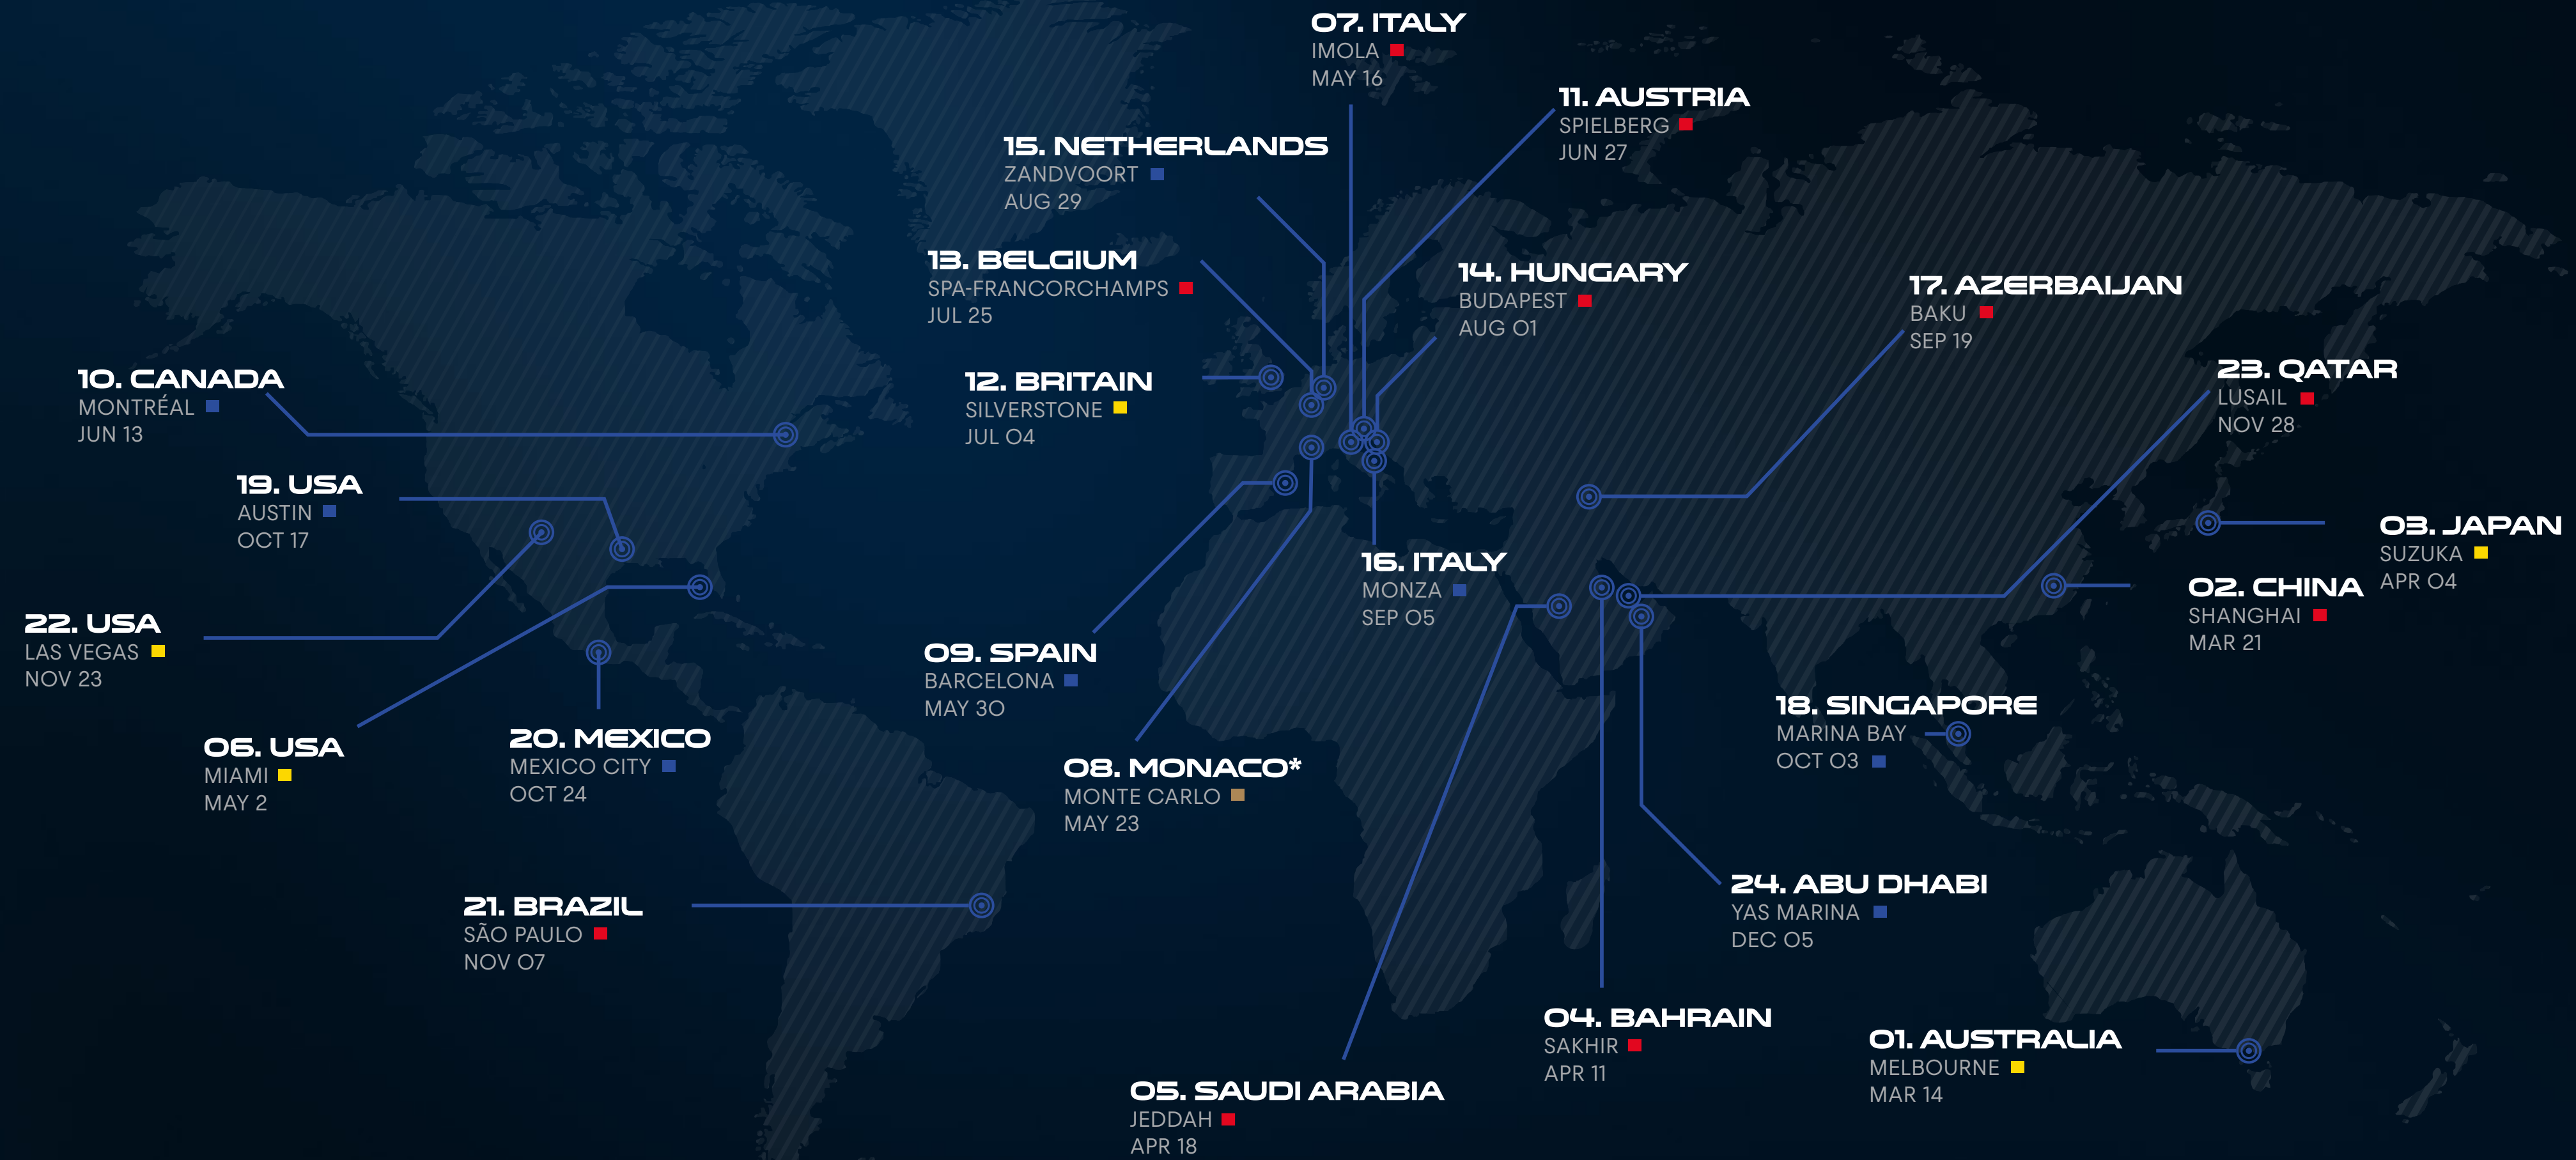 07. ITALY
IMOLA
MAY 16
11. AUSTRIA
SPIELBERG
JUN 27
15. NETHERLANDS
ZANDVOORT
AUG 29
13. BELGIUM
SPA-FRANCORCHAMPS
JUL 25
14. HUNGARY
BUDAPEST
AUG 01
17. AZERBAIJAN
BAKU
SEP 19
10. CANADA
MONTRÉAL
JUN 13
12. BRITAIN
SILVERSTONE
JUL 04
23. QATAR
LUSAIL
NOV 28
19. USA
AUSTIN
OCT 17
03. JAPAN
SUZUKA
APR 04
16. ITALY
MONZA
SEP 05
02. CHINA
SHANGHAI
MAR 21
22. USA
LAS VEGAS
NOV 23
09. SPAIN
BARCELONA
MAY 30
18. SINGAPORE
MARINA BAY
OCT 03
06. USA
MIAMI
MAY 2
20. MEXICO
MEXICO CITY
OCT 24
08. MONACO*
MONTE CARLO
MAY 23
24. ABU DHABI
YAS MARINA
DEC 05
21. BRAZIL
SÃO PAULO
NOV 07
04. BAHRAIN
SAKHIR
APR 11
01. AUSTRALIA
MELBOURNE
MAR 14
05. SAUDI ARABIA
JEDDAH
APR 18